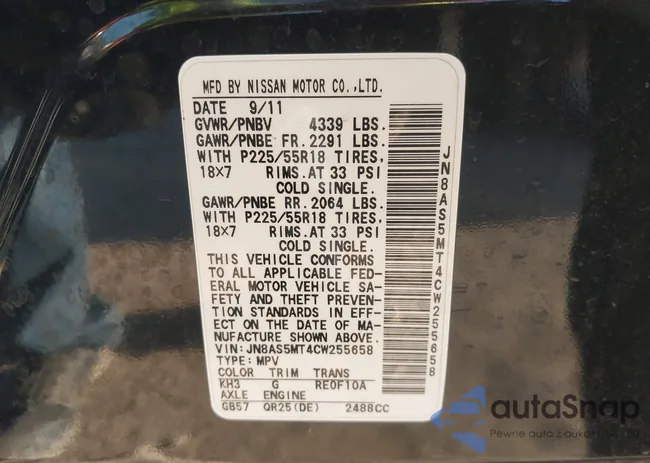 MFD BY NISSAN MOTOR CO.,LTD.
DATE 9/11
GVWR/PNBV 4339 LBS.
GAWR/PNBE FR. 2291 LBS.
WITH P225/55R18 TIRES,
18X7 RIMS.AT 33 PSI
COLD SINGLE.
GAWR/PNBE RR. 2064 LBS.
WITH P225/55R18 TIRES,
18X7 RIMS.AT 33 PSI
COLD SINGLE.
THIS VEHICLE CONFORMS
TO ALL APPLICABLE FED-
ERAL MOTOR VEHICLE SA-
FETY AND THEFT PREVEN-
TION STANDARDS IN EFF-
ECT ON THE DATE OF MA-
NUFACTURE SHOWN ABOVE.
VIN:JN8AS5MT4CW255658
TYPE:MPV
COLOR TRIM TRANS
KH3 G RE0F10A
AXLE ENGINE
GB57 QR25(DE) 2488CC
JN8AS5MT4CW255658
autoSnap